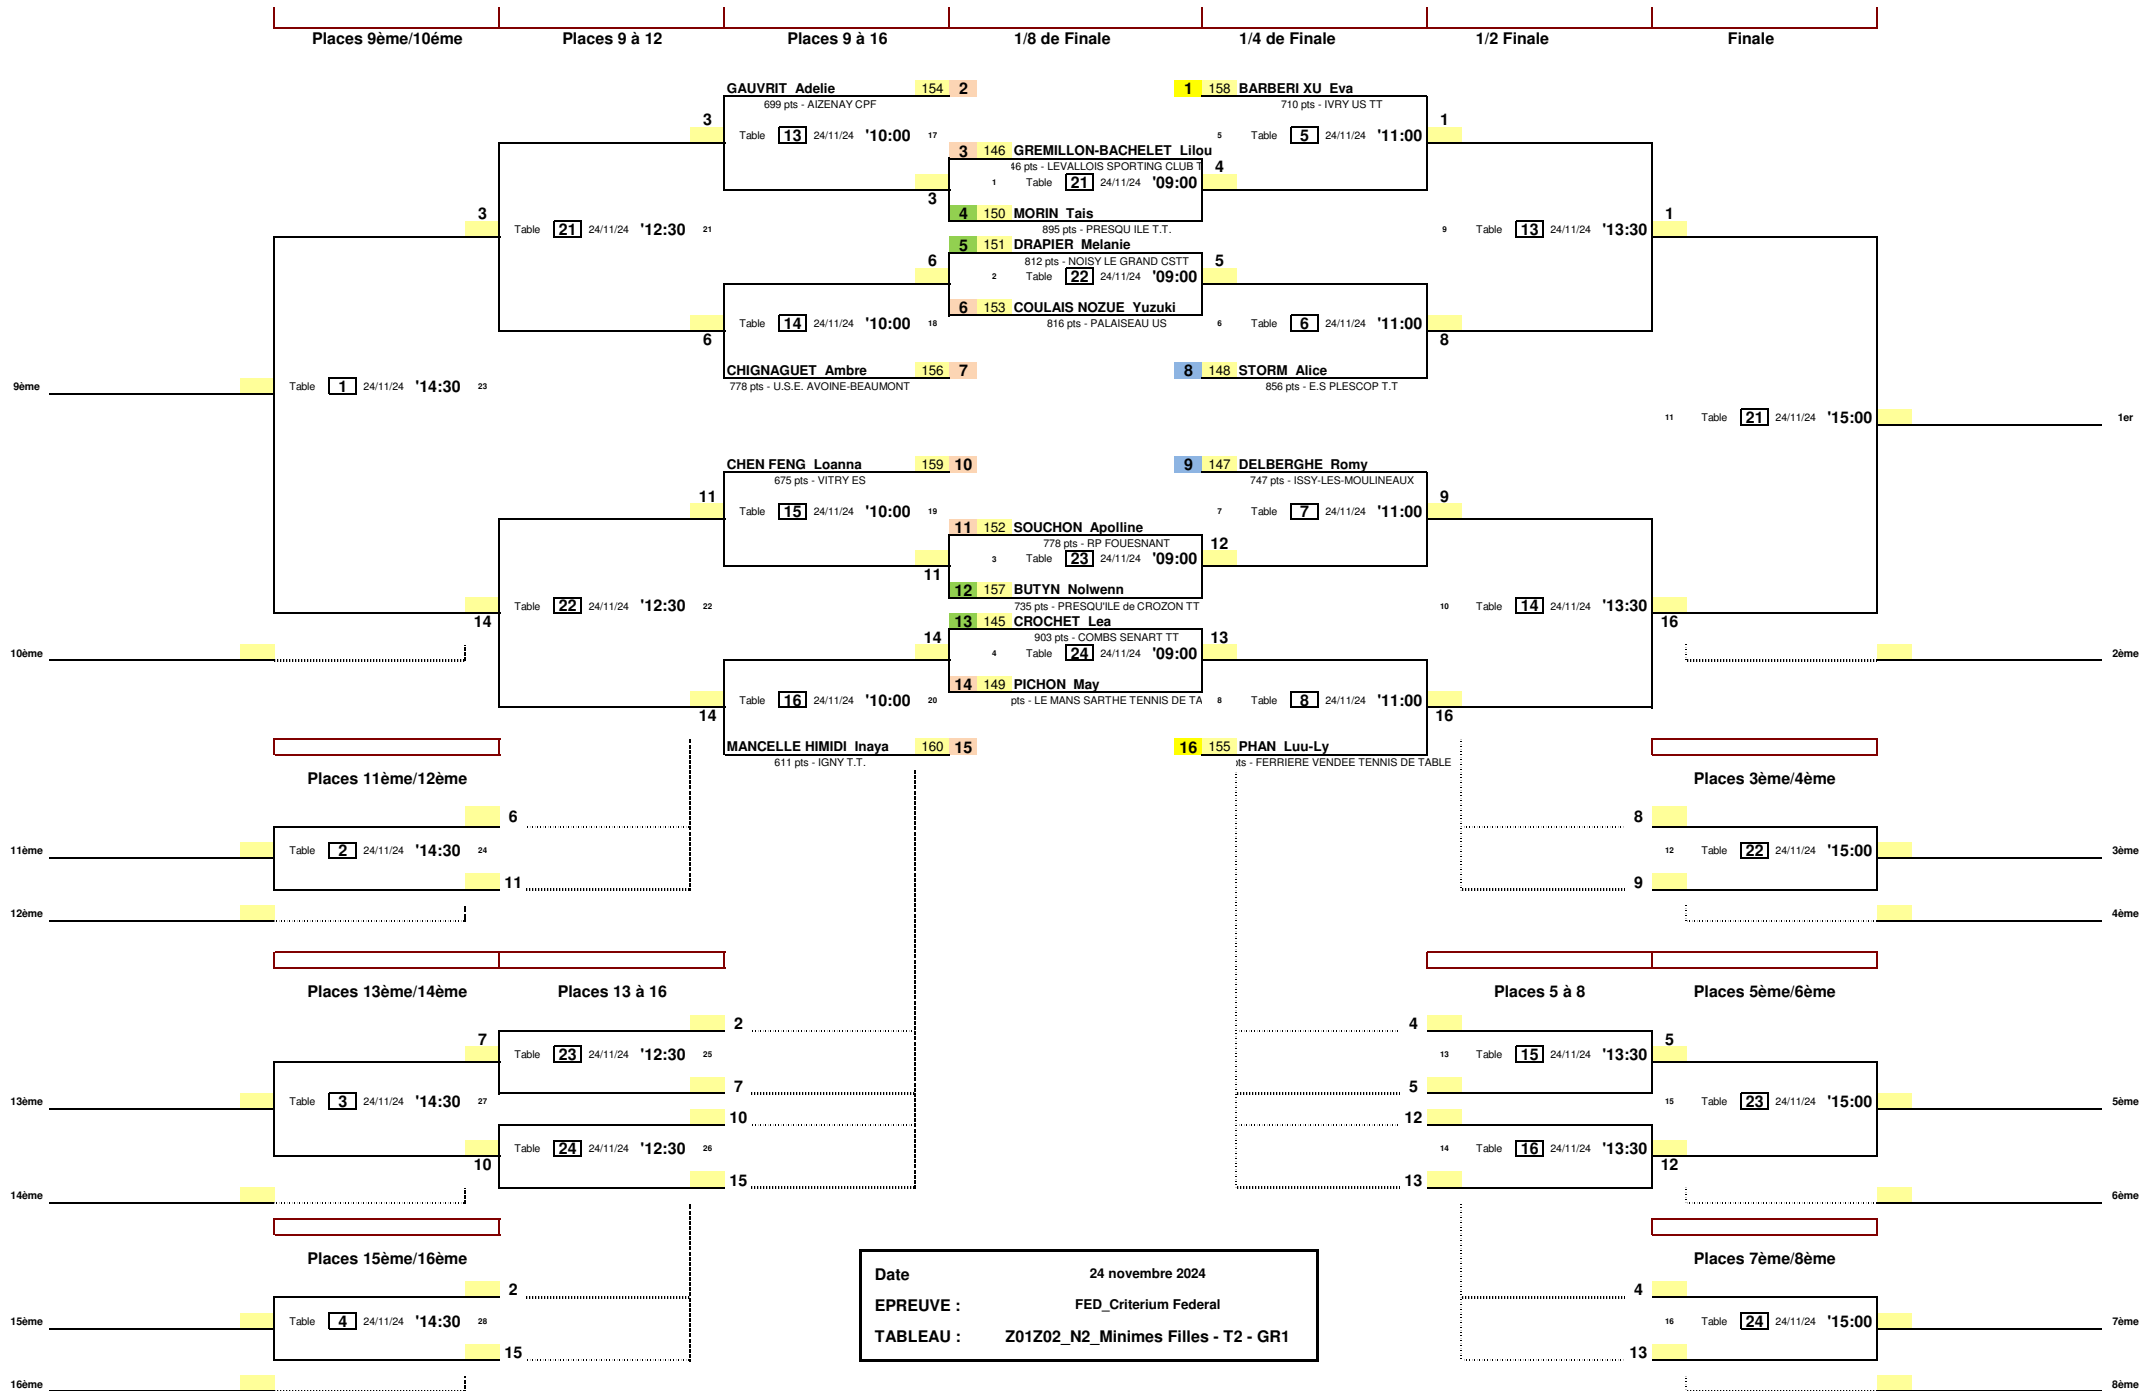 Places 9ème/10éme Places 9 à 12 Places 9 à 16 1/8 de Finale 1/4 de Finale 1/2 Finale Finale
GAUVRIT Adelie 154 2 1 158 BARBERI XU Eva
699 pts - AIZENAY CPF 710 pts - IVRY US TT
3 1
Table 13 24/11/24 '10:00 17 5 Table 5 24/11/24 '11:00
3 146 GREMILLON-BACHELET Lilou
46 pts - LEVALLOIS SPORTING CLUB T 4
1 Table 21 24/11/24 '09:00
3
3 4 150 MORIN Tais 1
895 pts - PRESQU ILE T.T.
Table 21 24/11/24 '12:30 21 9 Table 13 24/11/24 '13:30
5 151 DRAPIER Melanie
6 812 pts - NOISY LE GRAND CSTT 5
2 Table 22 24/11/24 '09:00
6 153 COULAIS NOZUE Yuzuki
Table 14 24/11/24 '10:00 18 816 pts - PALAISEAU US 6 Table 6 24/11/24 '11:00
6 8
CHIGNAGUET Ambre 156 7 8 148 STORM Alice
778 pts - U.S.E. AVOINE-BEAUMONT 856 pts - E.S PLESCOP T.T
9ème Table 1 24/11/24 '14:30 23
11 Table 21 24/11/24 '15:00 1er
CHEN FENG Loanna 159 10 9 147 DELBERGHE Romy
675 pts - VITRY ES 747 pts - ISSY-LES-MOULINEAUX
11 9
Table 15 24/11/24 '10:00 19 7 Table 7 24/11/24 '11:00
11 152 SOUCHON Apolline
778 pts - RP FOUESNANT 12
3 Table 23 24/11/24 '09:00
11
12 157 BUTYN Nolwenn
735 pts - PRESQU'ILE de CROZON TT
Table 22 24/11/24 '12:30 22 10 Table 14 24/11/24 '13:30
14 13 145 CROCHET Lea 16
14 903 pts - COMBS SENART TT 13
10ème 4 Table 24 24/11/24 '09:00 2ème
14 149 PICHON May
Table 16 24/11/24 '10:00 20 pts - LE MANS SARTHE TENNIS DE TA 8 Table 8 24/11/24 '11:00
14 16
MANCELLE HIMIDI Inaya 160 15 16 155 PHAN Luu-Ly
611 pts - IGNY T.T. pts - FERRIERE VENDEE TENNIS DE TABLE
Places 11ème/12ème Places 3ème/4ème
6 8
11ème Table 2 24/11/24 '14:30 24 12 Table 22 24/11/24 '15:00 3ème
11 9
12ème 4ème
Places 13ème/14ème Places 13 à 16 Places 5 à 8 Places 5ème/6ème
2 4
7 5
Table 23 24/11/24 '12:30 25 13 Table 15 24/11/24 '13:30
7 5
13ème Table 3 24/11/24 '14:30 27 15 Table 23 24/11/24 '15:00 5ème
10 12
Table 24 24/11/24 '12:30 26 14 Table 16 24/11/24 '13:30
10 12
15 13
14ème 6ème
Places 15ème/16ème Places 7ème/8ème
Date 24 novembre 2024
2 4
EPREUVE : FED_Criterium Federal
15ème Table 4 24/11/24 '14:30 28 16 Table 24 24/11/24 '15:00 7ème
TABLEAU : Z01Z02_N2_Minimes Filles - T2 - GR1
15 13
16ème 8ème